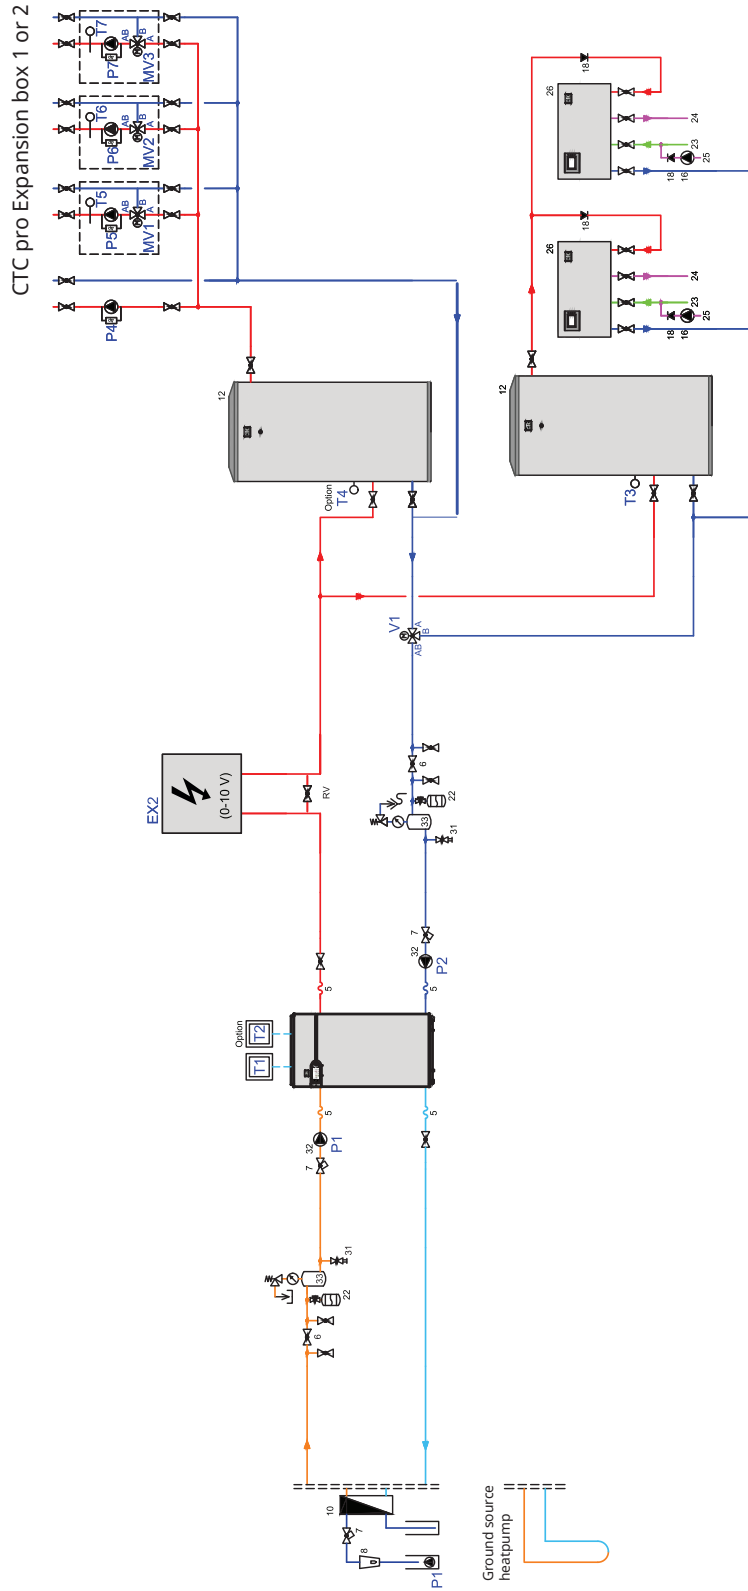 CTC pro Expansion box 1 or 2
T7
AB
B
A
P7
MV3
T6
AB
B
A
P6
MV2
T5
AB
B
A
P5
MV1
P4
18
26
24
23
18
16
25
18
26
24
23
18
16
25
12
12
Option
T4
T3
V1
A
B
AB
EX2
(0-10 V)
RV
6
22
33
31
7
32
P2
5
5
Option
T2
T1
5
5
32
P1
7
31
33
22
6
10
7
8
P1
Ground source
heatpump